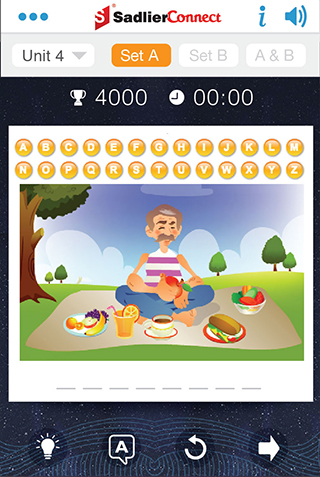 SadlierConnect i
Unit 4 Set A Set B A & B
4000 00:00
A B C D E F G H I J K L M
N O P Q R S T U V W X Y Z
A